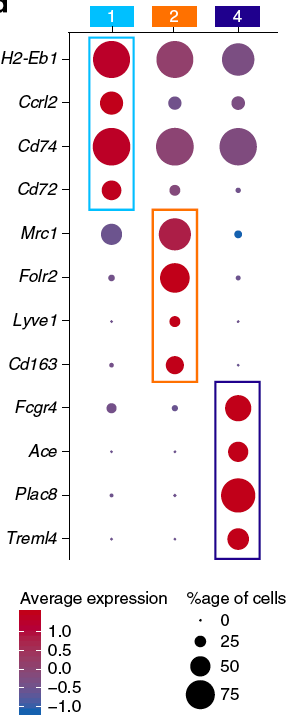 1 2 4
H2-Eb1
Ccrl2
Cd74
Cd72
Mrc1
Folr2
Lyve1
Cd163
Fcgr4
Ace
Plac8
Treml4
Average expression %age of cells
1.0
0.5
0.0
−0.5
−1.0
0
25
50
75